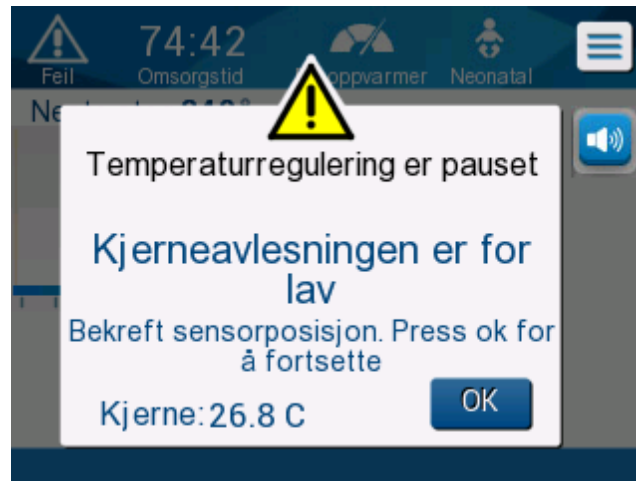 74:42
Feil
Omsorgstid
oppvarmer
Neonatal
Temperaturregulering er pauset
Kjerneavlesningen er for
lav
Bekreft sensorposisjon. Press ok for
å fortsette
Kjerne: 26.8 C
OK